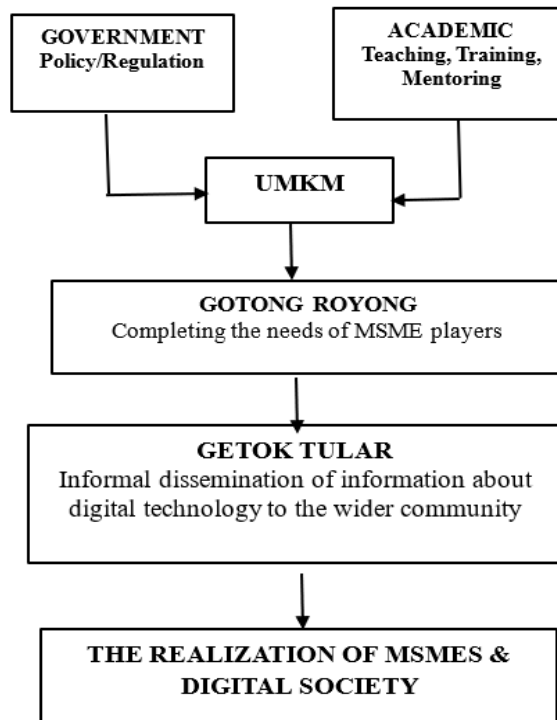 GOVERNMENT
Policy/Regulation
ACADEMIC
Teaching, Training,
Mentoring
UMKM
GOTONG ROYONG
Completing the needs of MSME players
GETOK TULAR
Informal dissemination of information about
digital technology to the wider community
THE REALIZATION OF MSMES &
DIGITAL SOCIETY